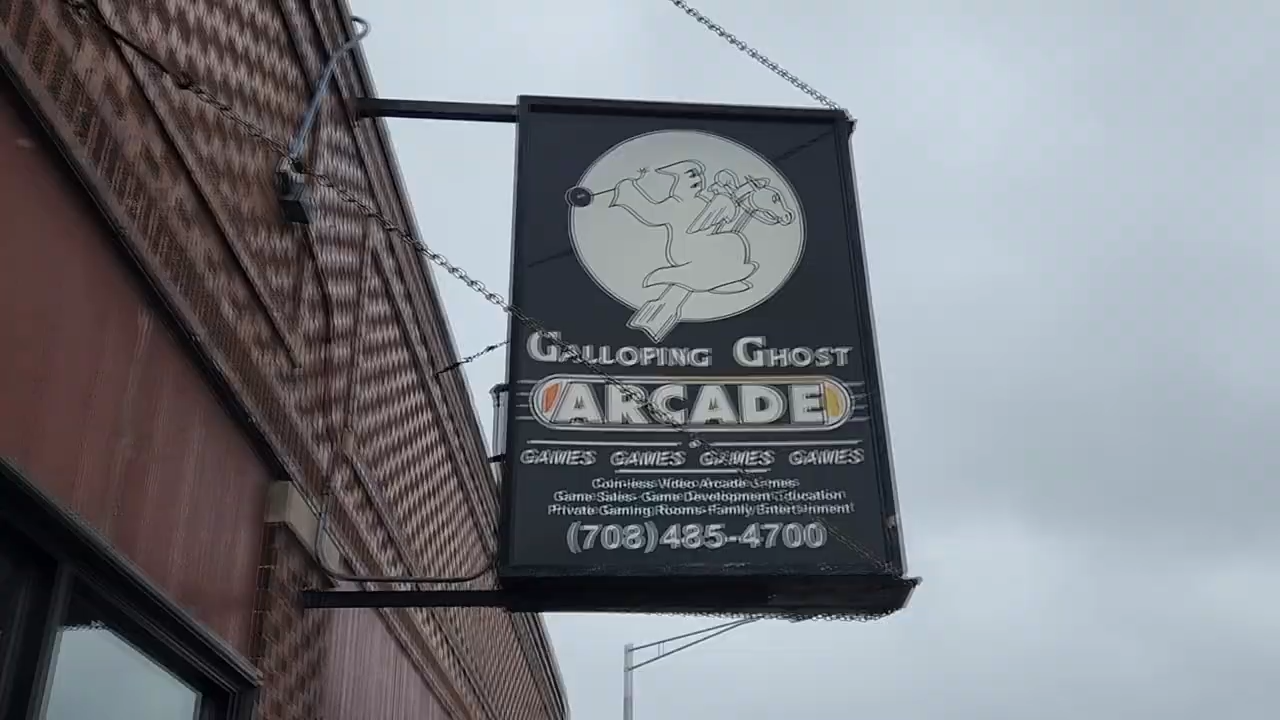 GALLOPING GHOST
ARCADE
GAMES GAMES GAMES GAMES
Coin-less Video Arcade Games
Game Sales- Game Development Education
Private Gaming Rooms- Family Entertainment
(708)485-4700